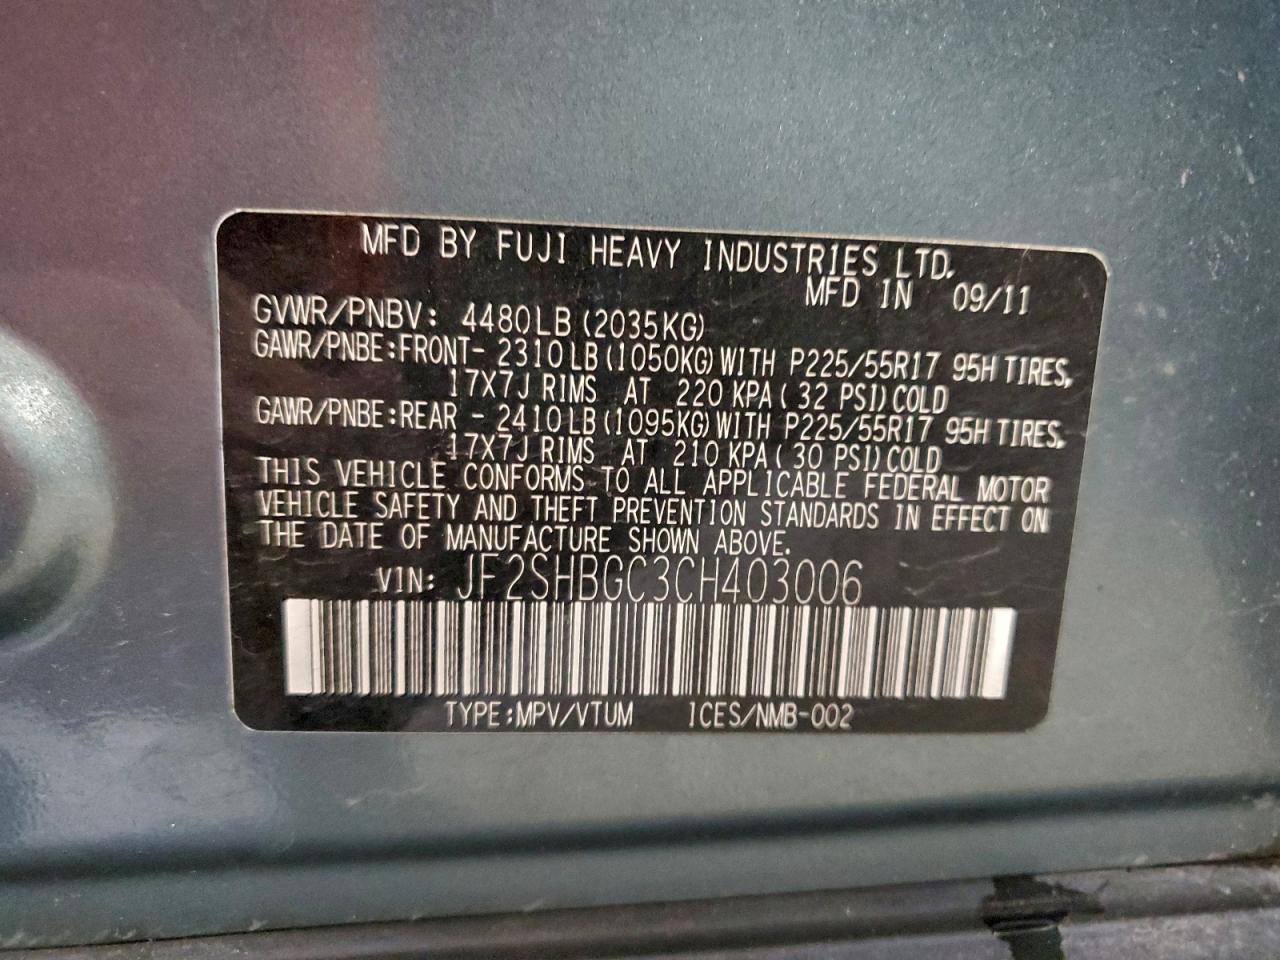 MFD BY FUJI HEAVY INDUSTRIES LTD.
MFD IN 09/11
GVWR/PNBV: 4480LB (2035KG)
GAWR/PNBE:FRONT- 2310LB (1050KG) WITH P225/55R17 95H TIRES,
17X7J RIMS AT 220 KPA ( 32 PSI) COLD
GAWR/PNBE:REAR - 2410LB (1095KG) WITH P225/55R17 95H TIRES,
17X7J RIMS AT 210 KPA ( 30 PSI) COLD
THIS VEHICLE CONFORMS TO ALL APPLICABLE FEDERAL MOTOR
VEHICLE SAFETY AND THEFT PREVENTION STANDARDS IN EFFECT ON
THE DATE OF MANUFACTURE SHOWN ABOVE.
VIN: JF2SHBGC3CH403006
TYPE:MPV/VTUM ICES/NMB-002